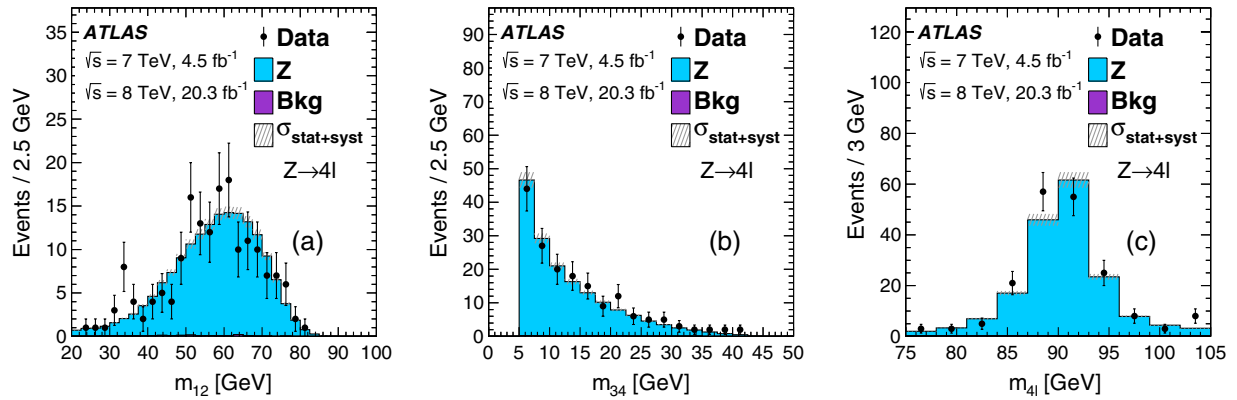 ATLAS
√s = 7 TeV, 4.5 fb⁻¹
√s = 8 TeV, 20.3 fb⁻¹
Data
Z
Bkg
σstat+syst
Z→4l
(a)
Events / 2.5 GeV
0 5 10 15 20 25 30 35
20 30 40 50 60 70 80 90 100
m12 [GeV]
ATLAS
√s = 7 TeV, 4.5 fb⁻¹
√s = 8 TeV, 20.3 fb⁻¹
Data
Z
Bkg
σstat+syst
Z→4l
(b)
Events / 2.5 GeV
0 10 20 30 40 50 60 70 80 90
0 5 10 15 20 25 30 35 40 45 50
m34 [GeV]
ATLAS
√s = 7 TeV, 4.5 fb⁻¹
√s = 8 TeV, 20.3 fb⁻¹
Data
Z
Bkg
σstat+syst
Z→4l
(c)
Events / 3 GeV
0 20 40 60 80 100 120
75 80 85 90 95 100 105
m4l [GeV]